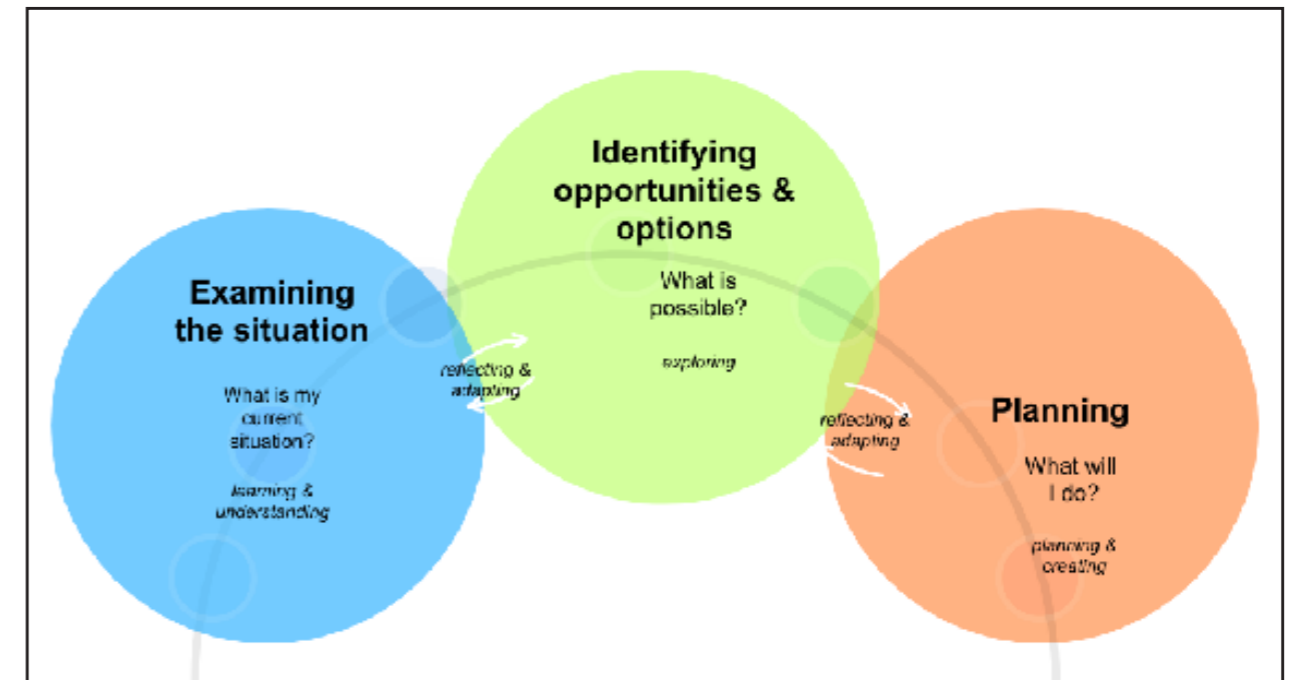 Examining
the situation
What is my
current
situation?
learning &
understanding
reflecting &
adapting
Identifying
opportunities &
options
What is
possible?
exploring
reflecting &
adapting
Planning
What will
I do?
planning &
creating